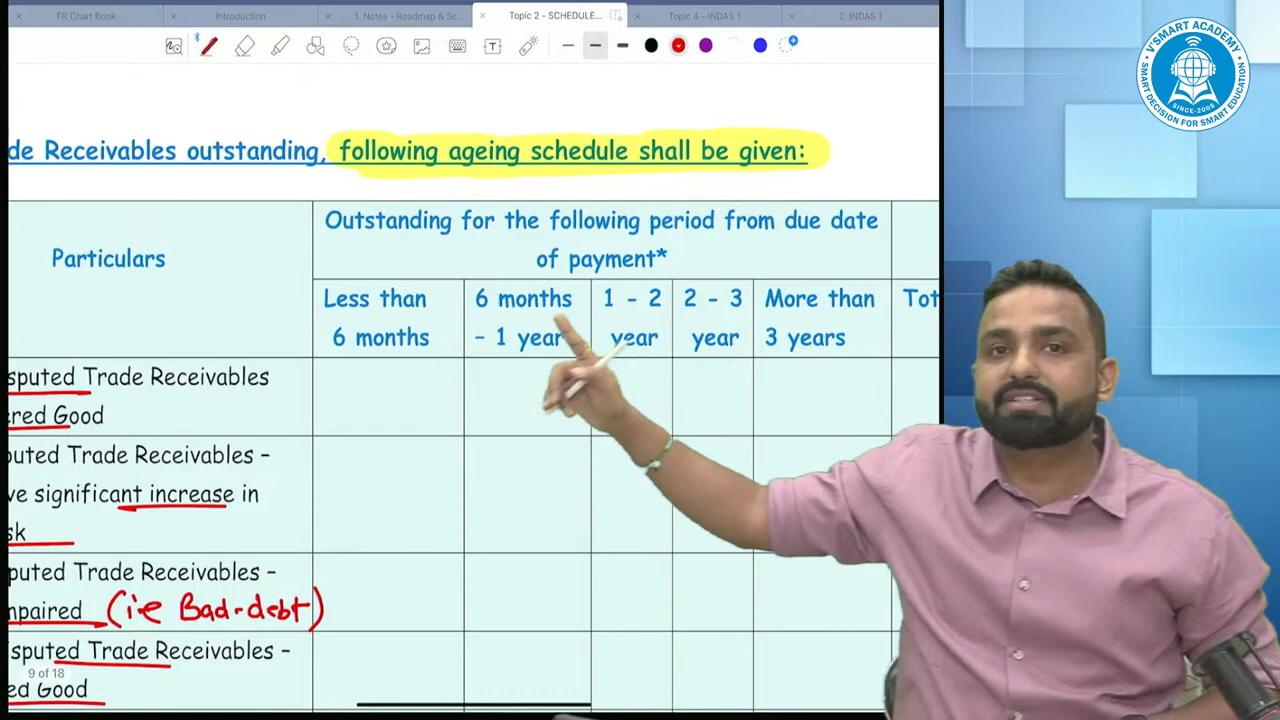 FR Chart Book
Introduction
1. Notes - Roadmap & Sc...
Topic 2 - SCHEDULE...
Topic 4 – INDAS 1
2. INDAS 1
V'SMART ACADEMY
SMART DECISION FOR SMART EDUCATION
SINCE-2005
de Receivables outstanding, following ageing schedule shall be given:
Particulars
Outstanding for the following period from due date
of payment*
Less than
6 months
6 months
- 1 year
1 - 2
year
2 - 3
year
More than
3 years
Tot
sputed Trade Receivables
ered Good
outed Trade Receivables –
ve significant increase in
sk
puted Trade Receivables –
npaired (i.e Bad-debt)
sputed Trade Receivables –
ed Good
9 of 18